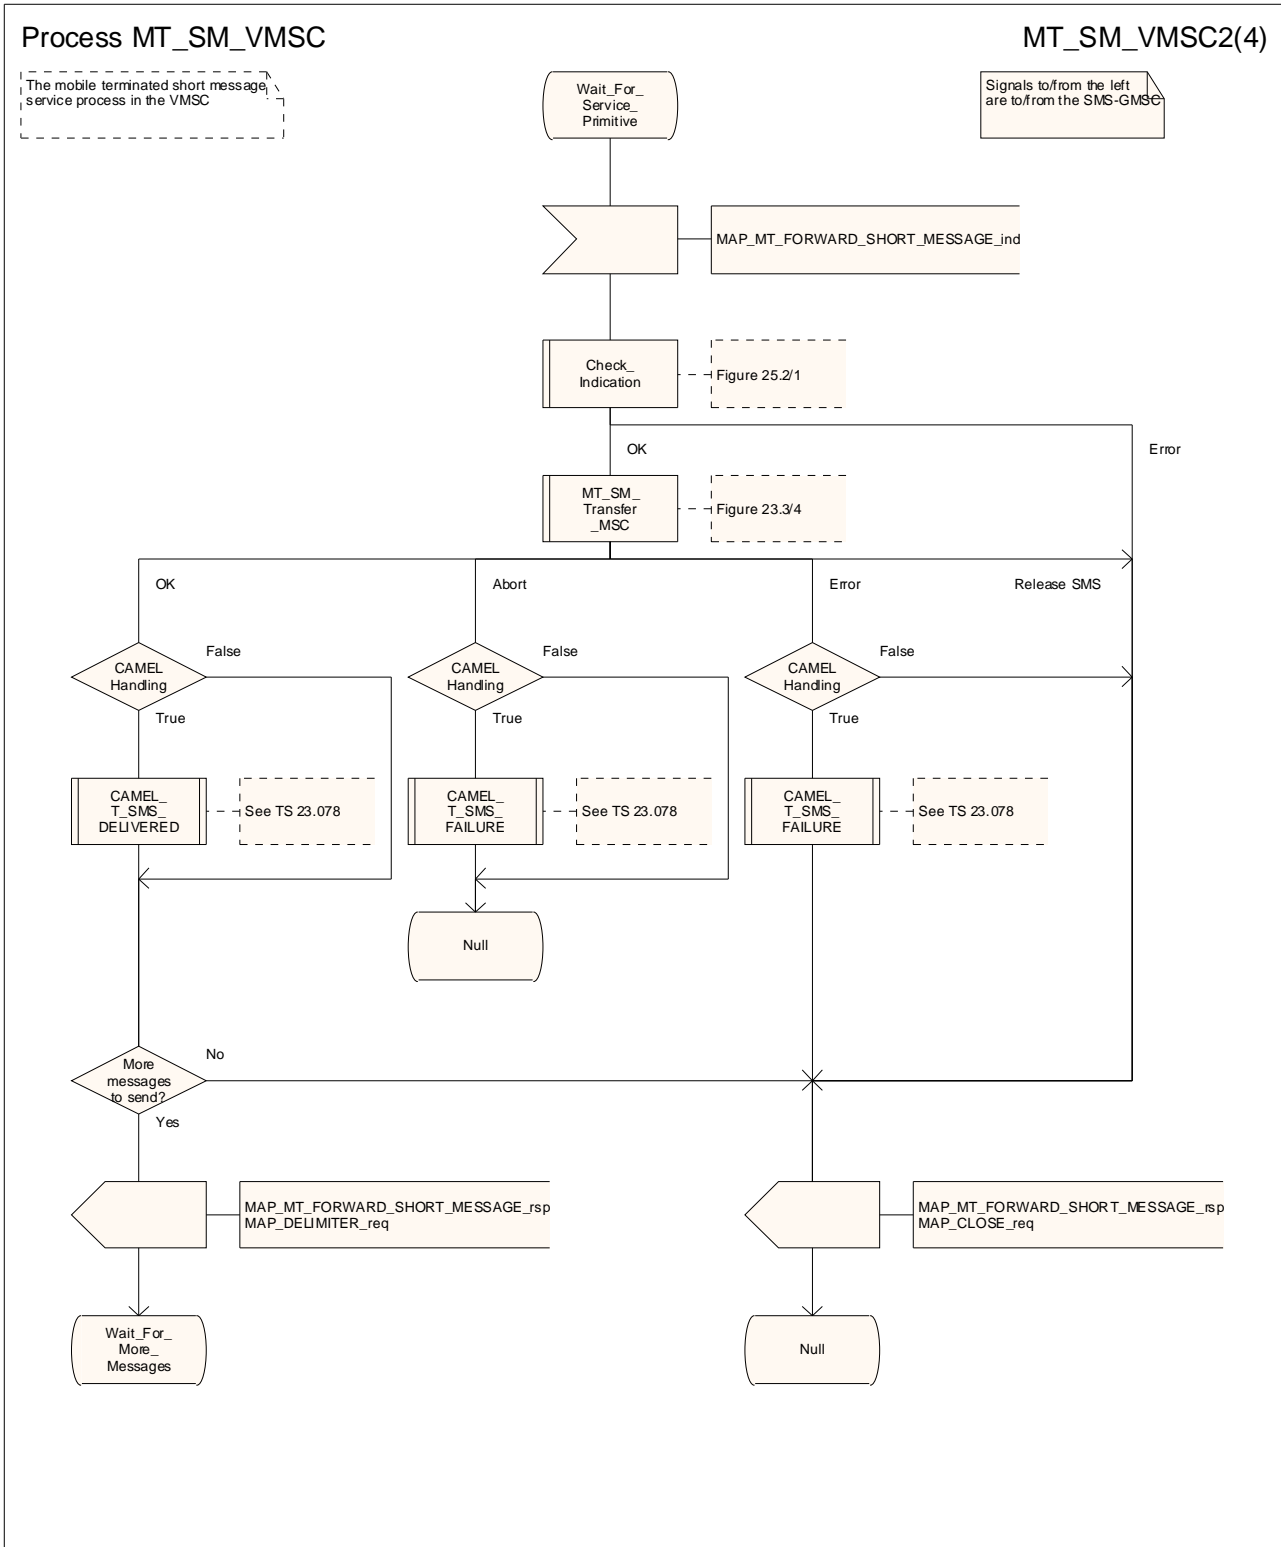 Process MT_SM_VMSC
MT_SM_VMSC2(4)
The mobile terminated short message
service process in the VMSC
Wait_For_
Service_
Primitive
Signals to/from the left
are to/from the SMS-GMSC
MAP_MT_FORWARD_SHORT_MESSAGE_ind
Check_
Indication
Figure 25.2/1
OK
Error
MT_SM_
Transfer
_MSC
Figure 23.3/4
OK
Abort
Error
Release SMS
CAMEL
Handling
False
True
CAMEL
Handling
False
True
CAMEL
Handling
False
True
CAMEL_
T_SMS_
DELIVERED
See TS 23.078
CAMEL_
T_SMS_
FAILURE
See TS 23.078
CAMEL_
T_SMS_
FAILURE
See TS 23.078
Null
More
messages
to send?
No
Yes
MAP_MT_FORWARD_SHORT_MESSAGE_rsp
MAP_DELIMITER_req
MAP_MT_FORWARD_SHORT_MESSAGE_rsp
MAP_CLOSE_req
Wait_For_
More_
Messages
Null